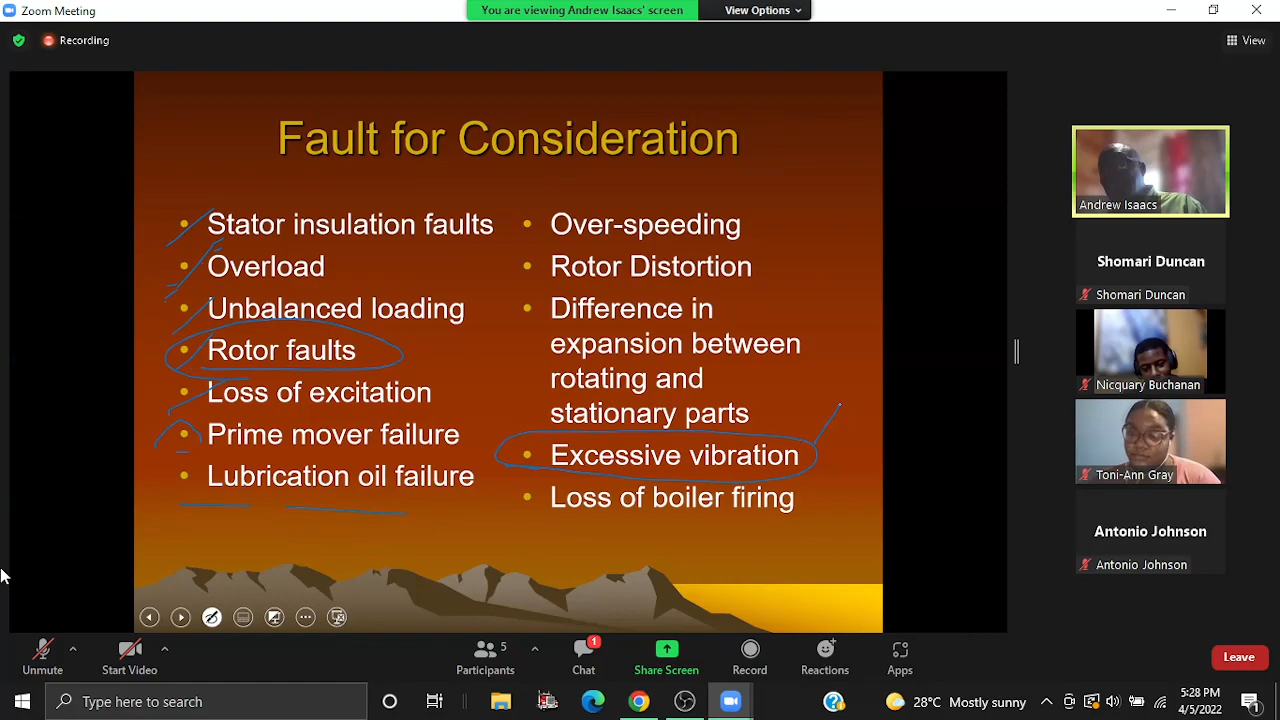 Zoom Meeting
You are viewing Andrew Isaacs' screen
View Options
Recording
View
Fault for Consideration
Stator insulation faults
Overload
Unbalanced loading
Rotor faults
Loss of excitation
Prime mover failure
Lubrication oil failure
Over-speeding
Rotor Distortion
Difference in
expansion between
rotating and
stationary parts
Excessive vibration
Loss of boiler firing
Andrew Isaacs
Shomari Duncan
Shomari Duncan
Nicquary Buchanan
Toni-Ann Gray
Antonio Johnson
Antonio Johnson
Unmute
Start Video
5
Participants
1
Chat
Share Screen
Record
Reactions
Apps
Leave
Type here to search
28°C Mostly sunny
5:28 PM
4/5/2022
1